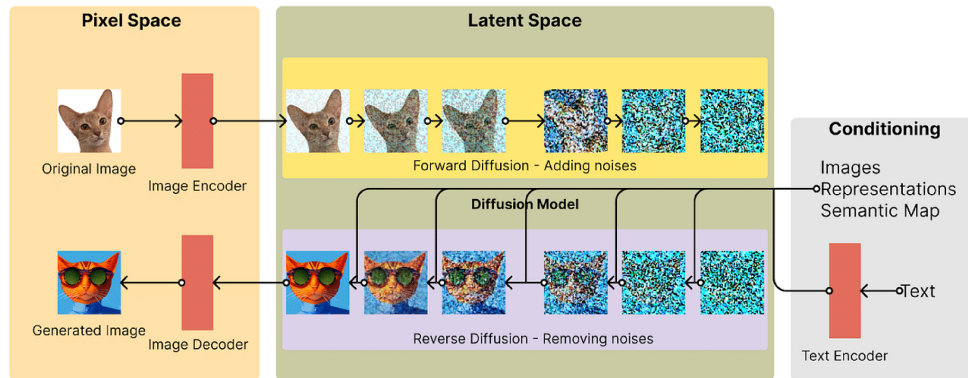 Pixel Space
Latent Space
Original Image
Image Encoder
Forward Diffusion - Adding noises
Conditioning
Images
Representations
Semantic Map
Diffusion Model
Generated Image
Image Decoder
Reverse Diffusion - Removing noises
Text
Text Encoder